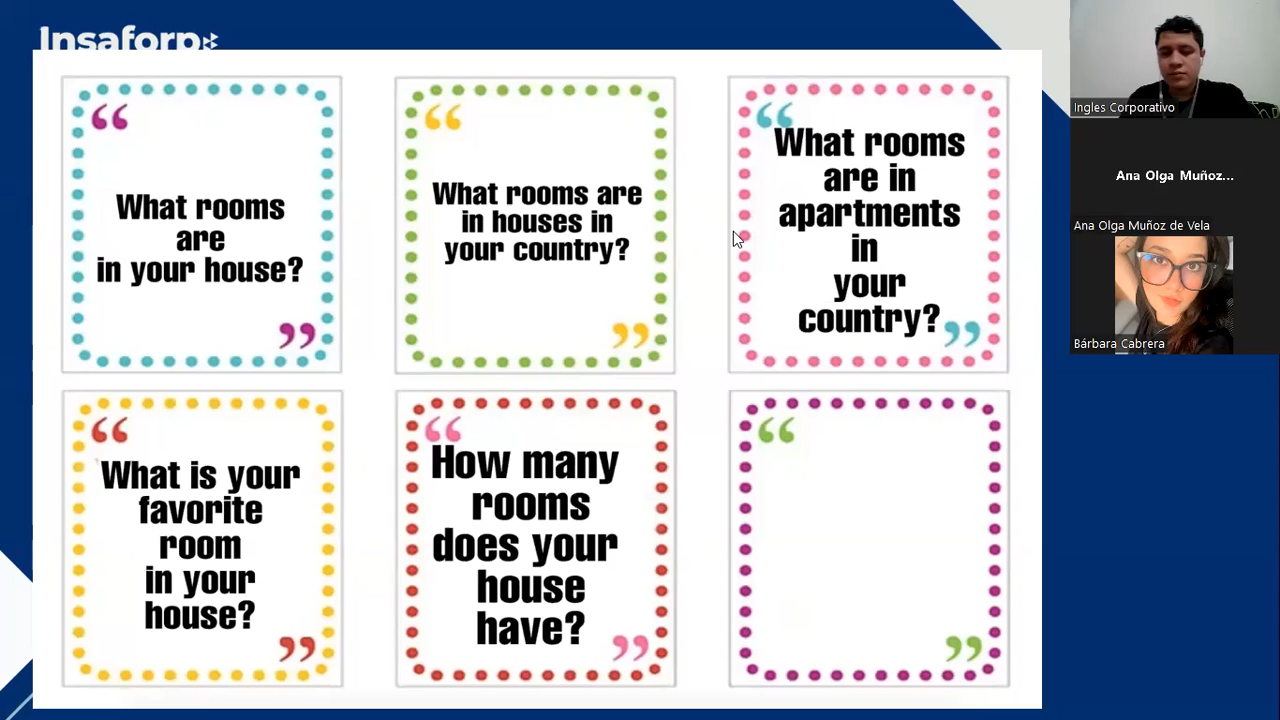 Insaforp
“
What rooms
are
in your house?
”
“
What rooms are
in houses in
your country?
”
“
What rooms
are in
apartments
in
your
country?
”
“
What is your
favorite
room
in your
house?
”
“
How many
rooms
does your
house
have?
”
“
”
Ingles Corporativo
Ana Olga Muñoz...
Ana Olga Muñoz de Vela
Bárbara Cabrera